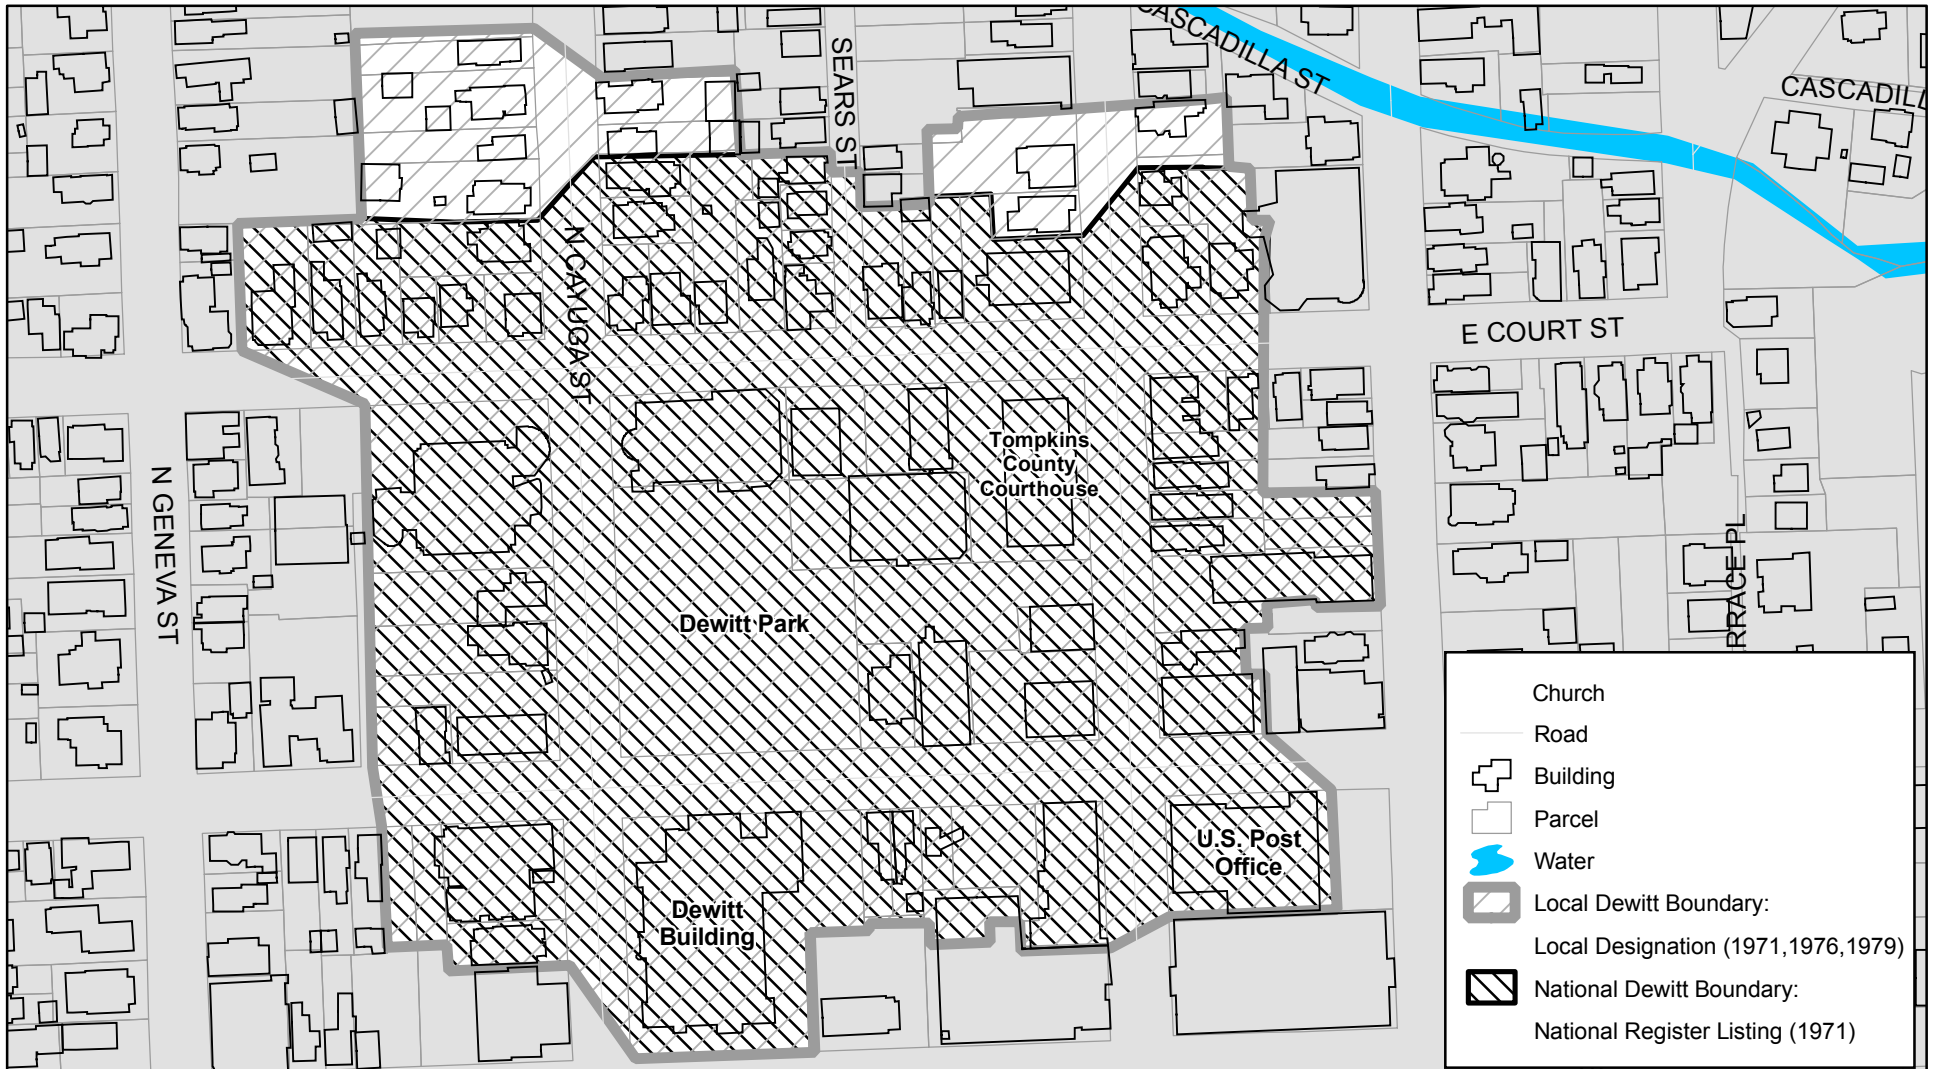 CASCADILLA ST
SEARS ST
CASCADILL
N CAYUGA ST
E COURT ST
Tompkins
County
Courthouse
N GENEVA ST
RRACE PL
Dewitt Park
U.S. Post
Office
Dewitt
Building
Church
Road
Building
Parcel
Water
Local Dewitt Boundary:
Local Designation (1971,1976,1979)
National Dewitt Boundary:
National Register Listing (1971)